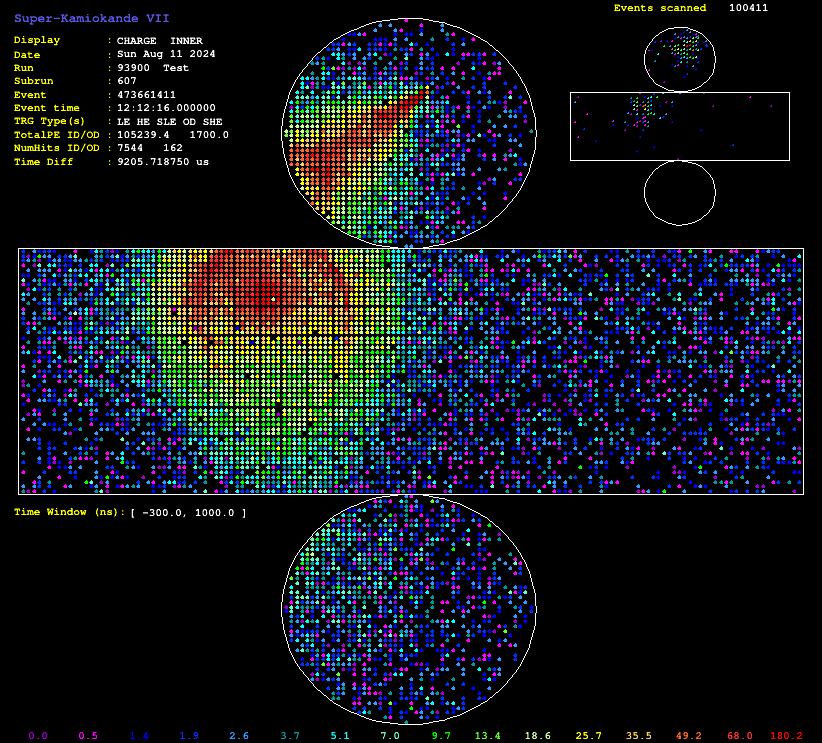 Super-Kamiokande VII
Events scanned 100411
Display : CHARGE INNER
Date : Sun Aug 11 2024
Run : 93900 Test
Subrun : 607
Event : 473661411
Event time : 12:12:16.000000
TRG Type(s) : LE HE SLE OD SHE
TotalPE ID/OD : 105239.4 1700.0
NumHits ID/OD : 7544 162
Time Diff : 9205.718750 us
Time Window (ns): [ -300.0, 1000.0 ]
0.0 0.5 1.4 1.9 2.6 3.7 5.1 7.0 9.7 13.4 18.6 25.7 35.5 49.2 68.0 180.2